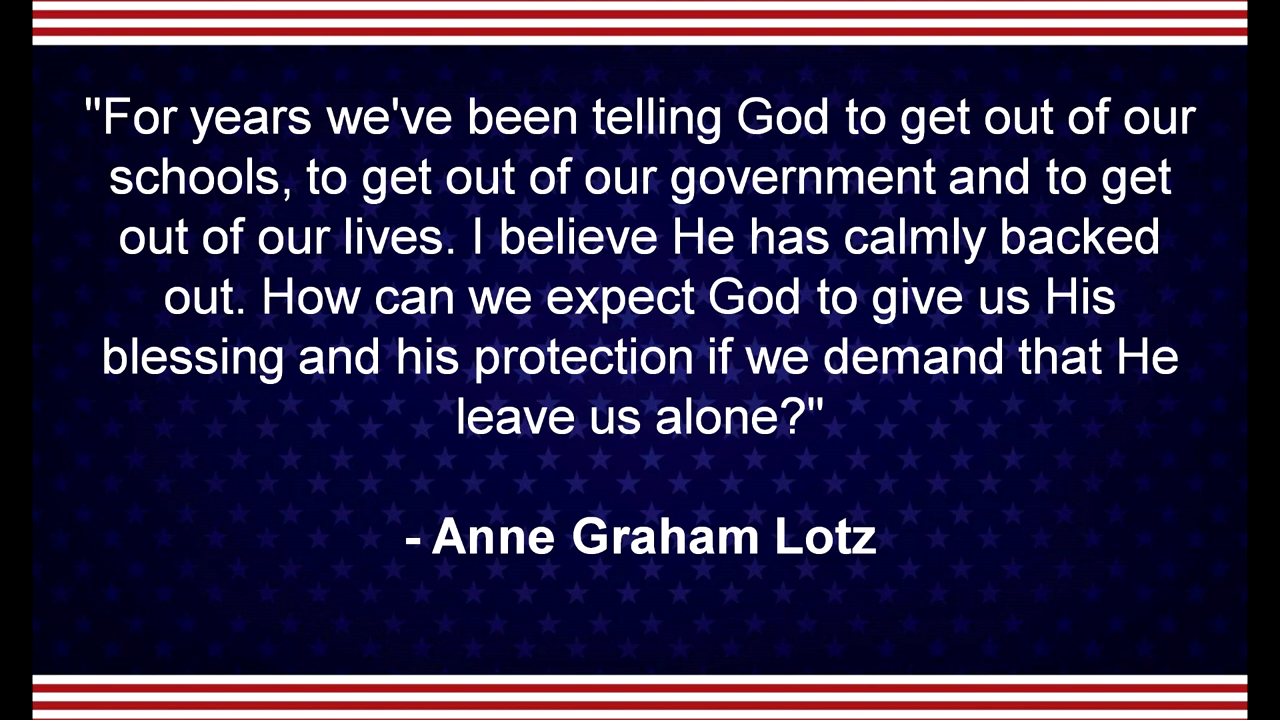 "For years we've been telling God to get out of our
schools, to get out of our government and to get
out of our lives. I believe He has calmly backed
out. How can we expect God to give us His
blessing and his protection if we demand that He
leave us alone?"
- Anne Graham Lotz